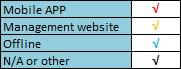 Mobile APP √
Management website √
Offline √
N/A or other √